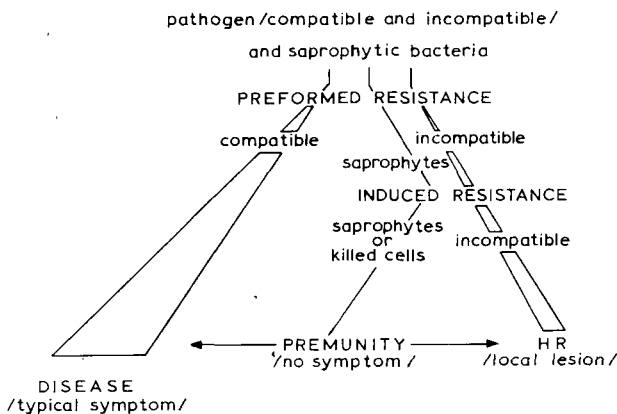 pathogen/compatible and incompatible/
and saprophytic bacteria
PREFORMED RESISTANCE
compatible
incompatible
saprophytes
INDUCED RESISTANCE
saprophytes
or
killed cells
incompatible
PREMUNITY
/no symptom/
HR
/local lesion/
DISEASE
/typical symptom/